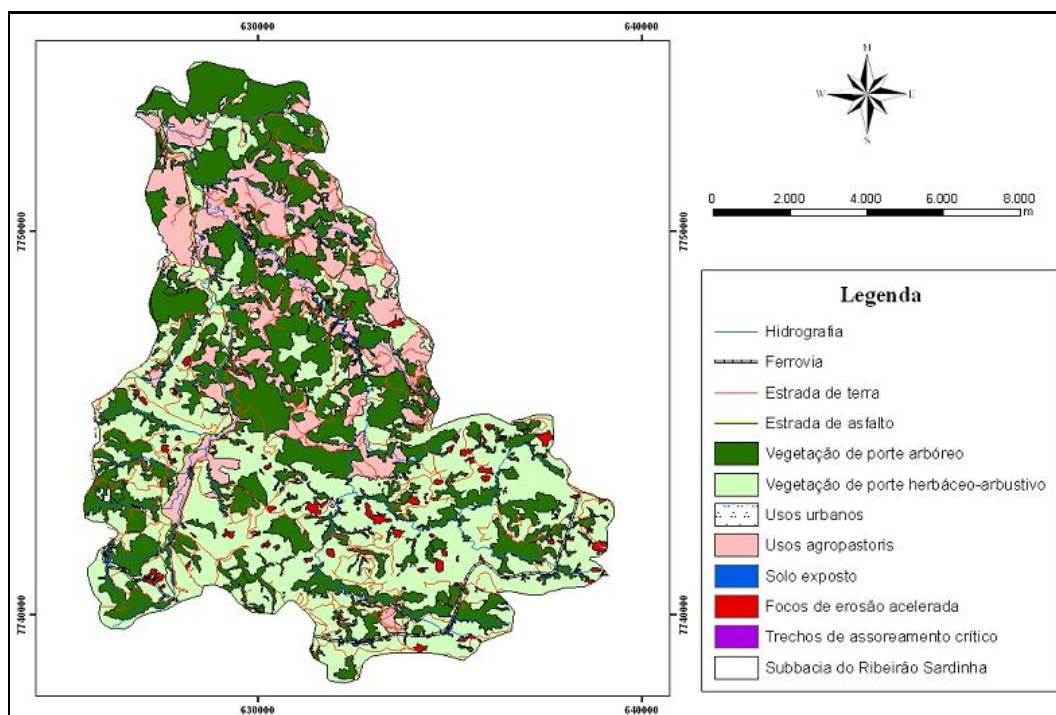 630000
640000
N
W
E
S
0
2.000
4.000
6.000
8.000
m
7750000
7750000
Legenda
Hidrografia
Ferrovia
Estrada de terra
Estrada de asfalto
Vegetação de porte arbóreo
Vegetação de porte herbáceo-arbustivo
Usos urbanos
Usos agropastoris
Solo exposto
Focos de erosão acelerada
Trechos de assoreamento crítico
Subbacia do Ribeirão Sardinha
7740000
7740000
630000
640000